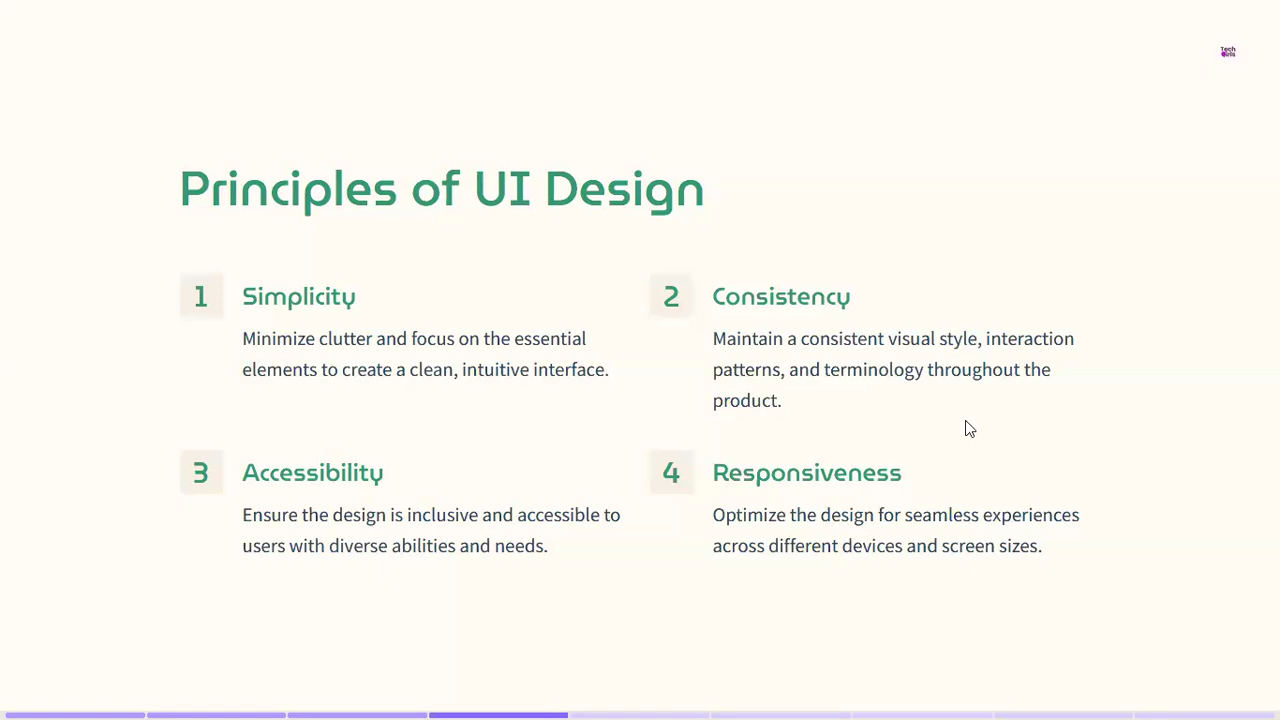 Tech
Girls
Principles of UI Design
1
Simplicity
Minimize clutter and focus on the essential
elements to create a clean, intuitive interface.
2
Consistency
Maintain a consistent visual style, interaction
patterns, and terminology throughout the
product.
3
Accessibility
Ensure the design is inclusive and accessible to
users with diverse abilities and needs.
4
Responsiveness
Optimize the design for seamless experiences
across different devices and screen sizes.